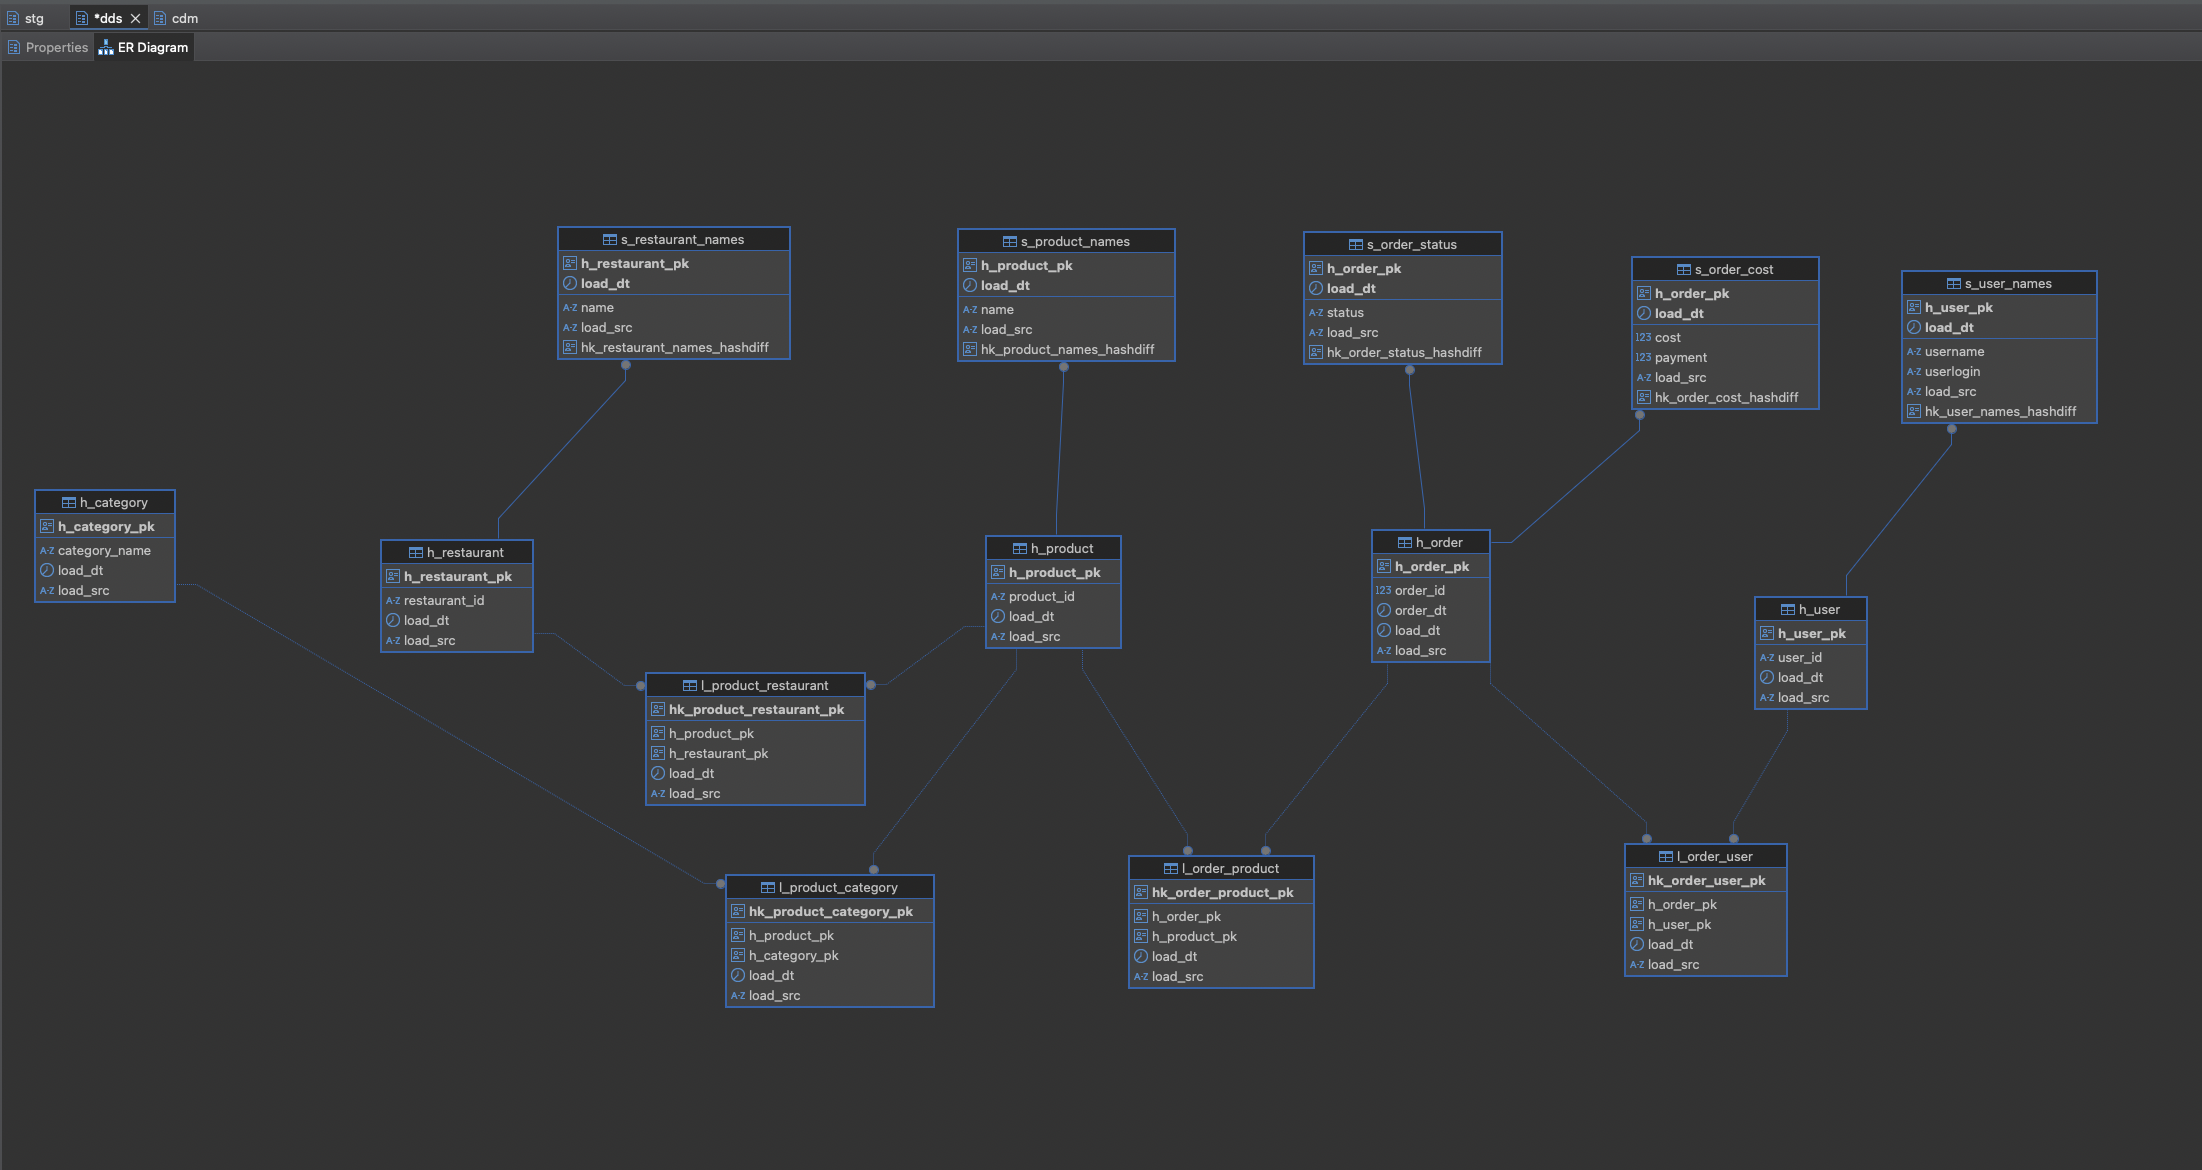 stg
*dds
cdm
Properties
ER Diagram
s_restaurant_names
h_restaurant_pk
load_dt
A-Z name
A-Z load_src
hk_restaurant_names_hashdiff
s_product_names
h_product_pk
load_dt
A-Z name
A-Z load_src
hk_product_names_hashdiff
s_order_status
h_order_pk
load_dt
A-Z status
A-Z load_src
hk_order_status_hashdiff
s_order_cost
h_order_pk
load_dt
123 cost
123 payment
A-Z load_src
hk_order_cost_hashdiff
s_user_names
h_user_pk
load_dt
A-Z username
A-Z userlogin
A-Z load_src
hk_user_names_hashdiff
h_category
h_category_pk
A-Z category_name
load_dt
A-Z load_src
h_restaurant
h_restaurant_pk
A-Z restaurant_id
load_dt
A-Z load_src
h_product
h_product_pk
A-Z product_id
load_dt
A-Z load_src
h_order
h_order_pk
123 order_id
order_dt
load_dt
A-Z load_src
h_user
h_user_pk
A-Z user_id
load_dt
A-Z load_src
l_product_restaurant
hk_product_restaurant_pk
h_product_pk
h_restaurant_pk
load_dt
A-Z load_src
l_product_category
hk_product_category_pk
h_product_pk
h_category_pk
load_dt
A-Z load_src
l_order_product
hk_order_product_pk
h_order_pk
h_product_pk
load_dt
A-Z load_src
l_order_user
hk_order_user_pk
h_order_pk
h_user_pk
load_dt
A-Z load_src